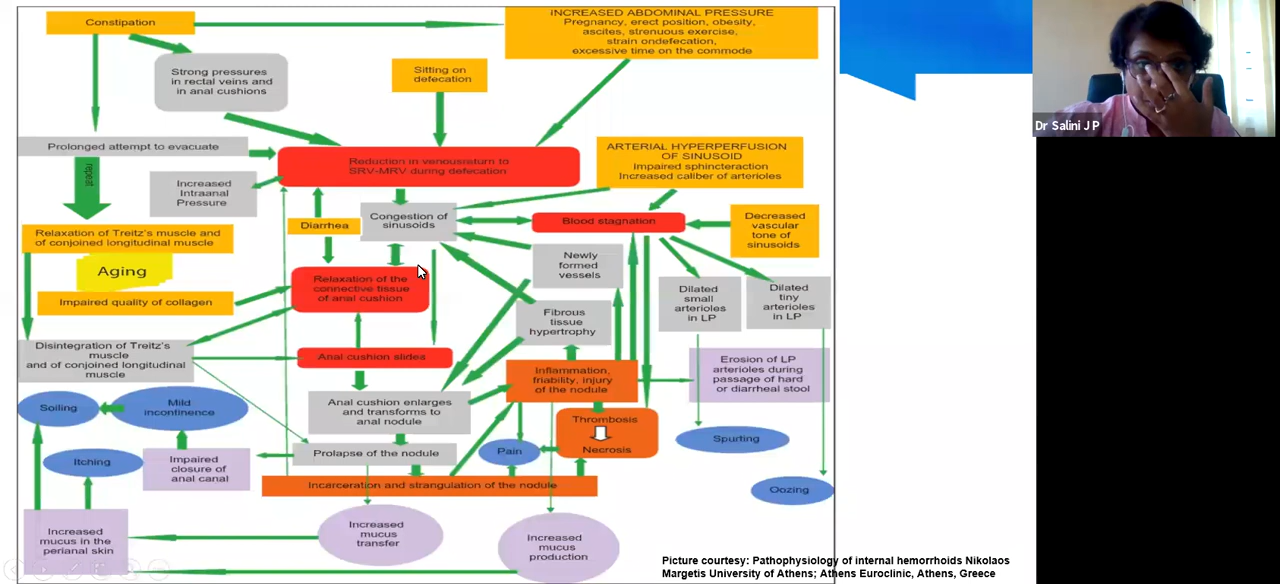 Constipation
INCREASED ABDOMINAL PRESSURE
Pregnancy, erect position, obesity,
ascites, strenuous exercise,
strain ondefecation,
excessive time on the commode
Strong pressures
in rectal veins and
in anal cushions
Sitting on
defecation
Dr Salini J P
Prolonged attempt to evacuate
repeat
Reduction in venousreturn to
SRV-MRV during defecation
ARTERIAL HYPERPERFUSION
OF SINUSOID
Impaired sphincteraction
Increased caliber of arterioles
Increased
Intraanal
Pressure
Diarrhea
Congestion of
sinusoids
Blood stagnation
Decreased
vascular
tone of
sinusoids
Relaxation of Treitz's muscle and
of conjoined longitudinal muscle
Aging
Newly
formed
vessels
Impaired quality of collagen
Relaxation of the
connective tissue
of anal cushion
Dilated
small
arterioles
in LP
Dilated
tiny
arterioles
in LP
Fibrous
tissue
hypertrophy
Disintegration of Treitz's
muscle
and of conjoined longitudinal
muscle
Anal cushion slides
Inflammation,
friability, injury
of the nodule
Erosion of LP
arterioles during
passage of hard
or diarrheal stool
Soiling
Mild
incontinence
Anal cushion enlarges
and transforms to
anal nodule
Thrombosis
Necrosis
Spurting
Itching
Impaired
closure of
anal canal
Prolapse of the nodule
Pain
Incarceration and strangulation of the nodule
Oozing
Increased
mucus in the
perianal skin
Increased
mucus
transfer
Increased
mucus
production
Picture courtesy: Pathophysiology of internal hemorrhoids Nikolaos
Margetis University of Athens; Athens Euroclinic, Athens, Greece